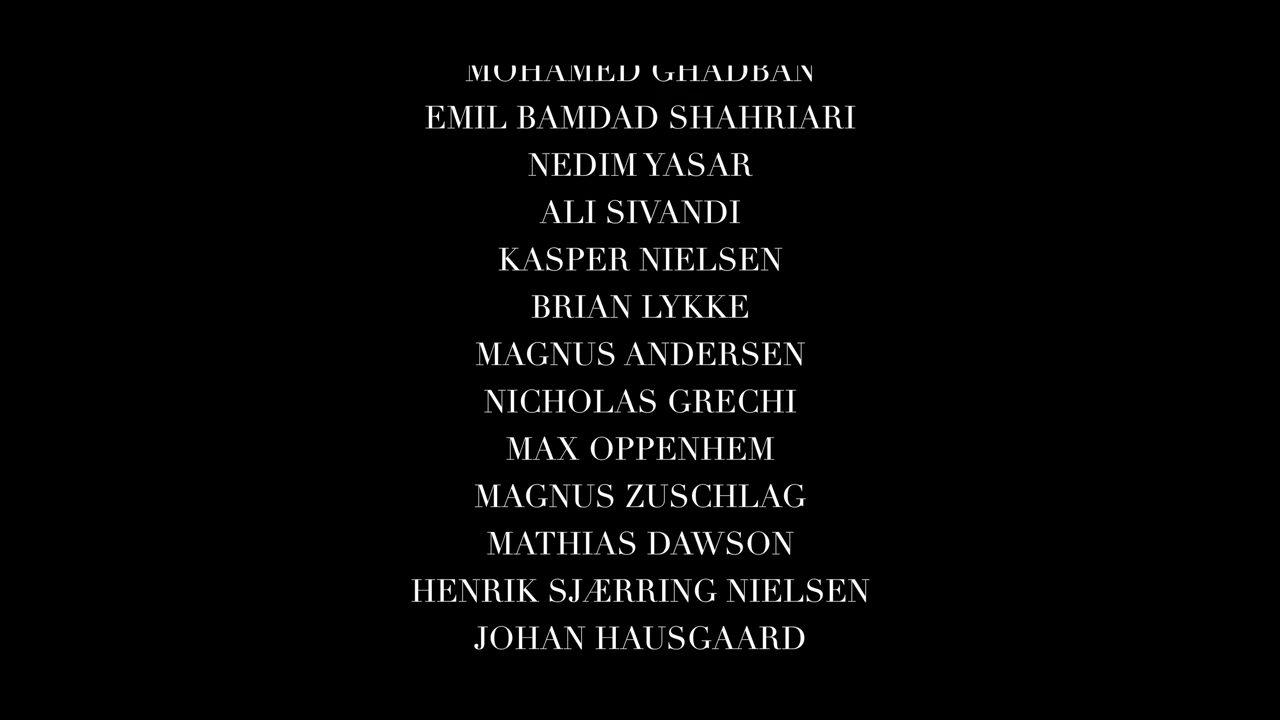 MOHAMED GHADBAN
EMIL BAMDAD SHAHRIARI
NEDIM YASAR
ALI SIVANDI
KASPER NIELSEN
BRIAN LYKKE
MAGNUS ANDERSEN
NICHOLAS GRECHI
MAX OPPENHEM
MAGNUS ZUSCHLAG
MATHIAS DAWSON
HENRIK SJÆRRING NIELSEN
JOHAN HAUSGAARD